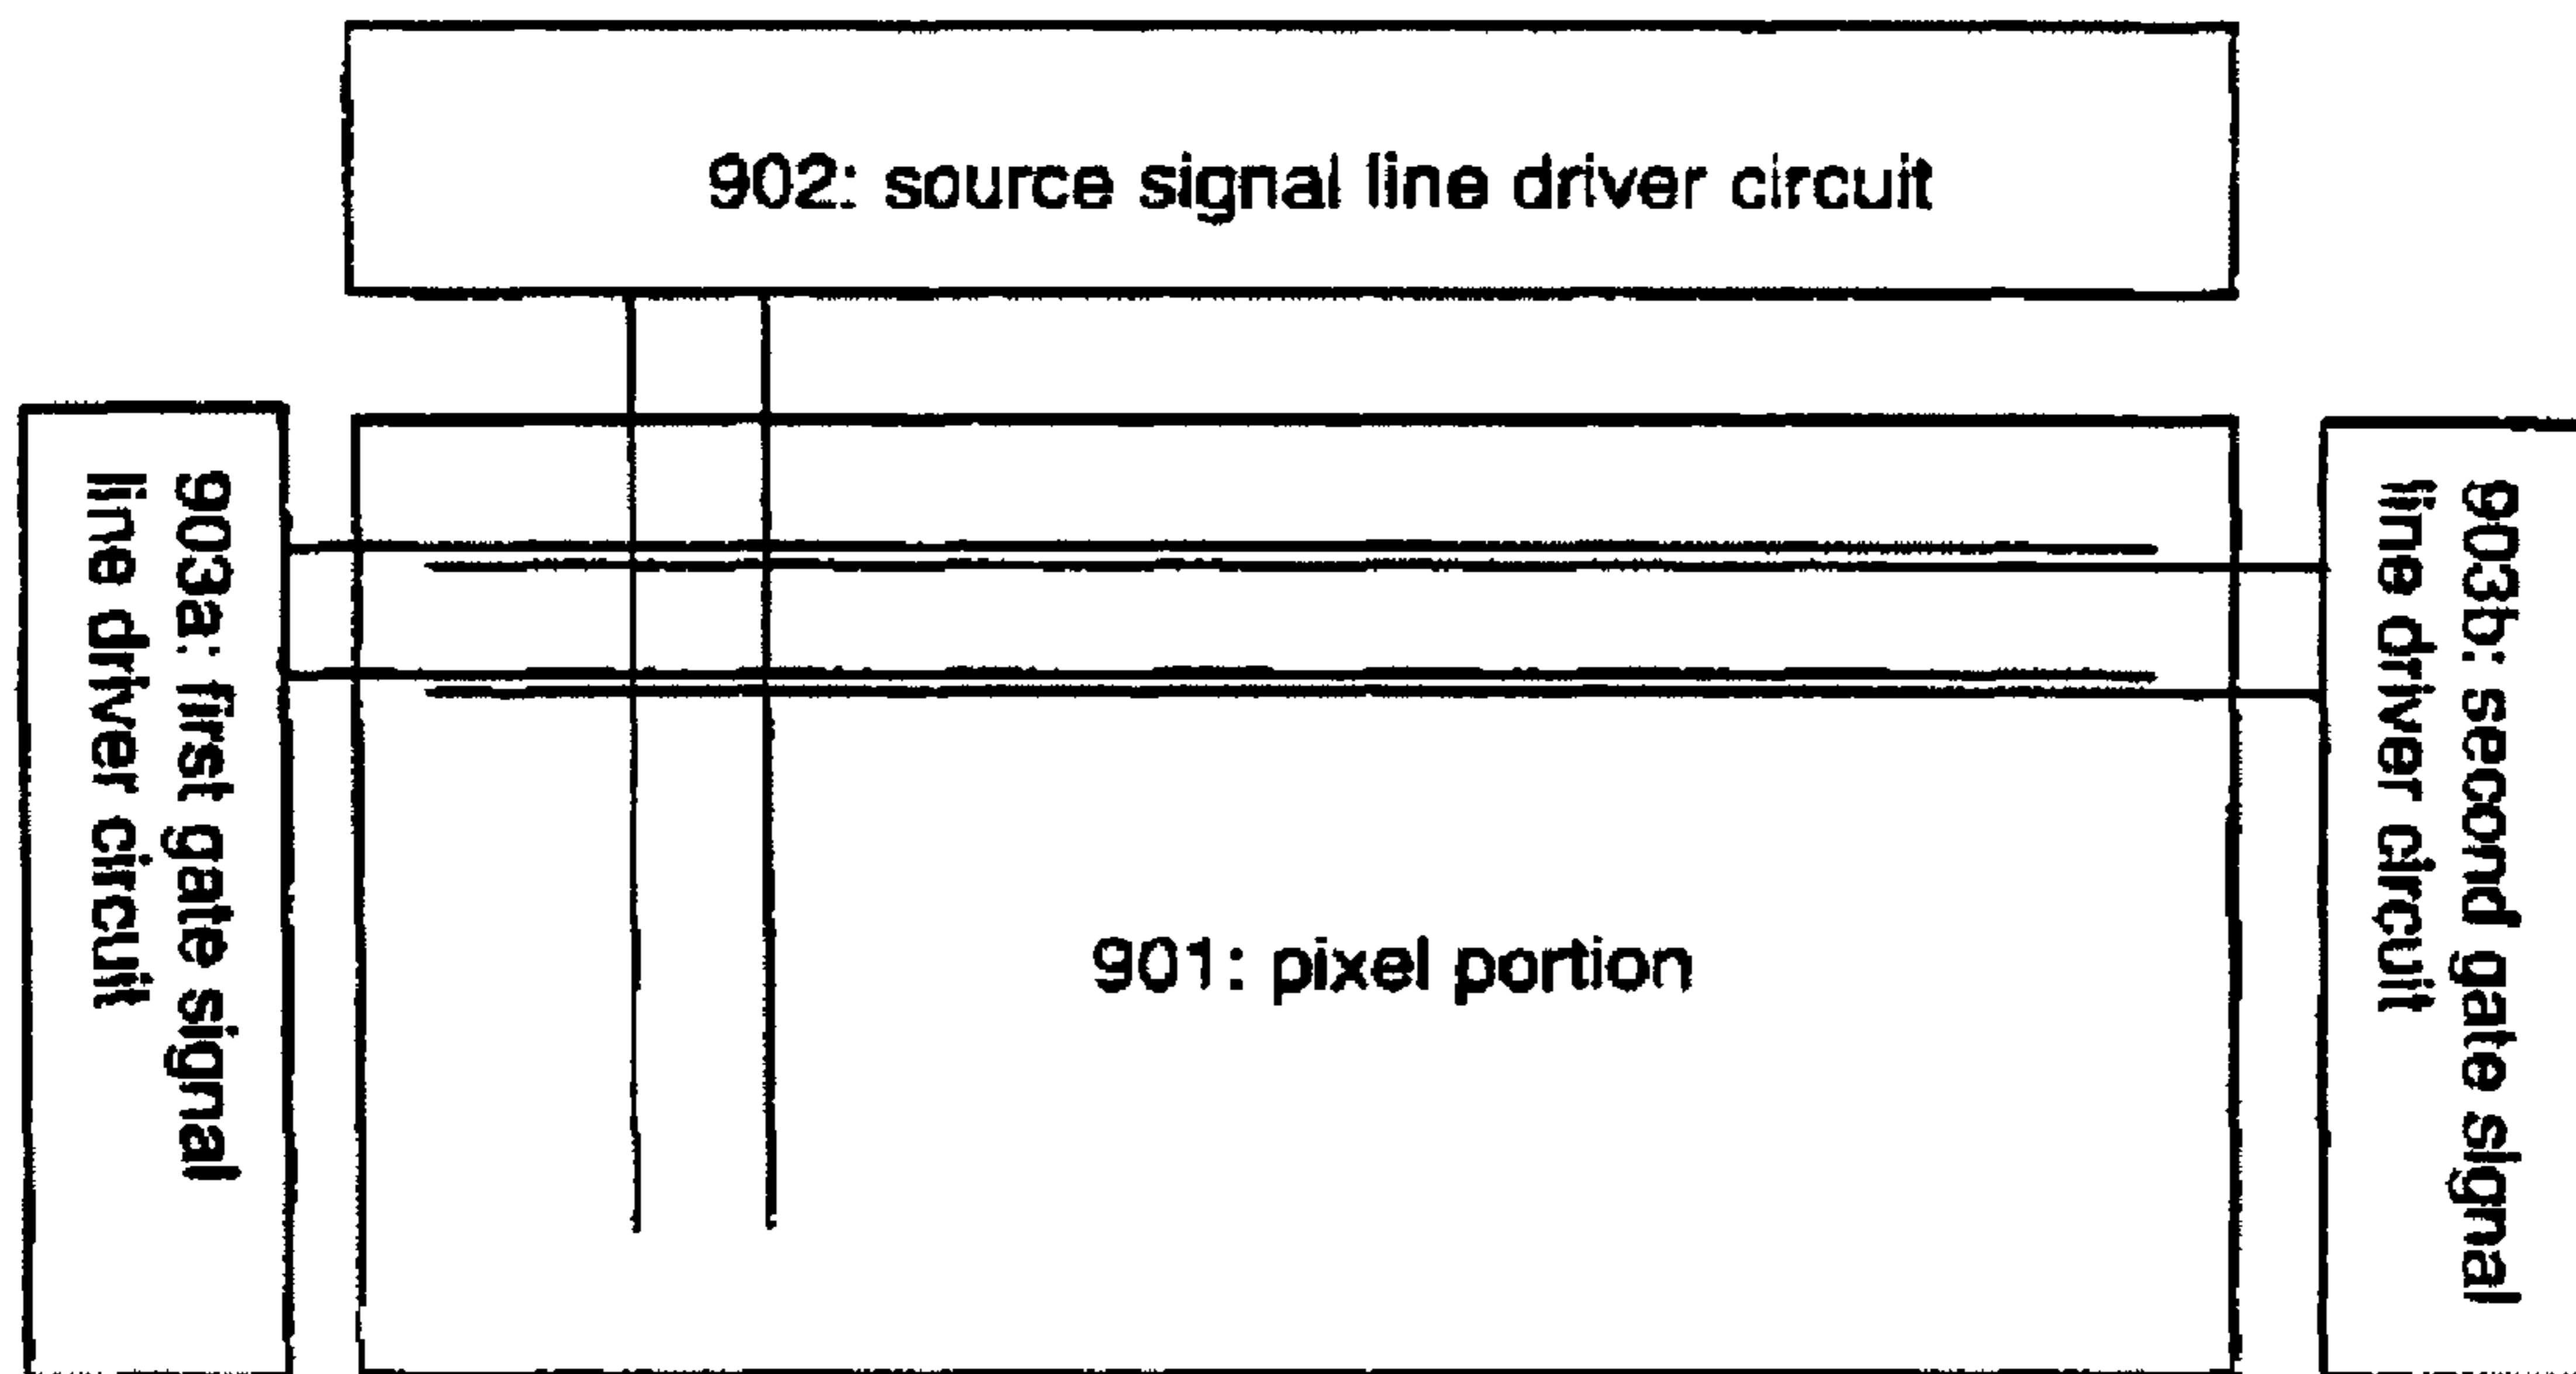 902: source signal line driver circuit
903a: first gate signal
line driver circuit
901: pixel portion
903b: second gate signal
line driver circuit